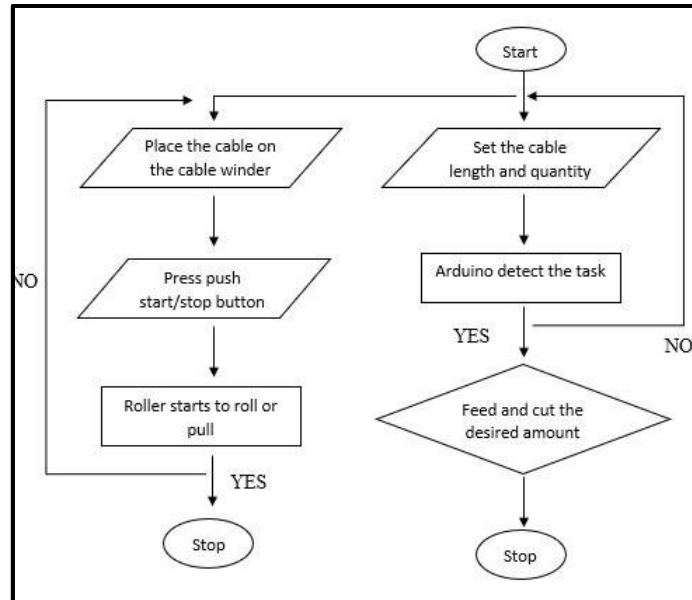 Start
Place the cable on
the cable winder
Set the cable
length and quantity
NO
Press push
start/stop button
Arduino detect the task
YES
NO
Roller starts to roll or
pull
Feed and cut the
desired amount
YES
Stop
Stop